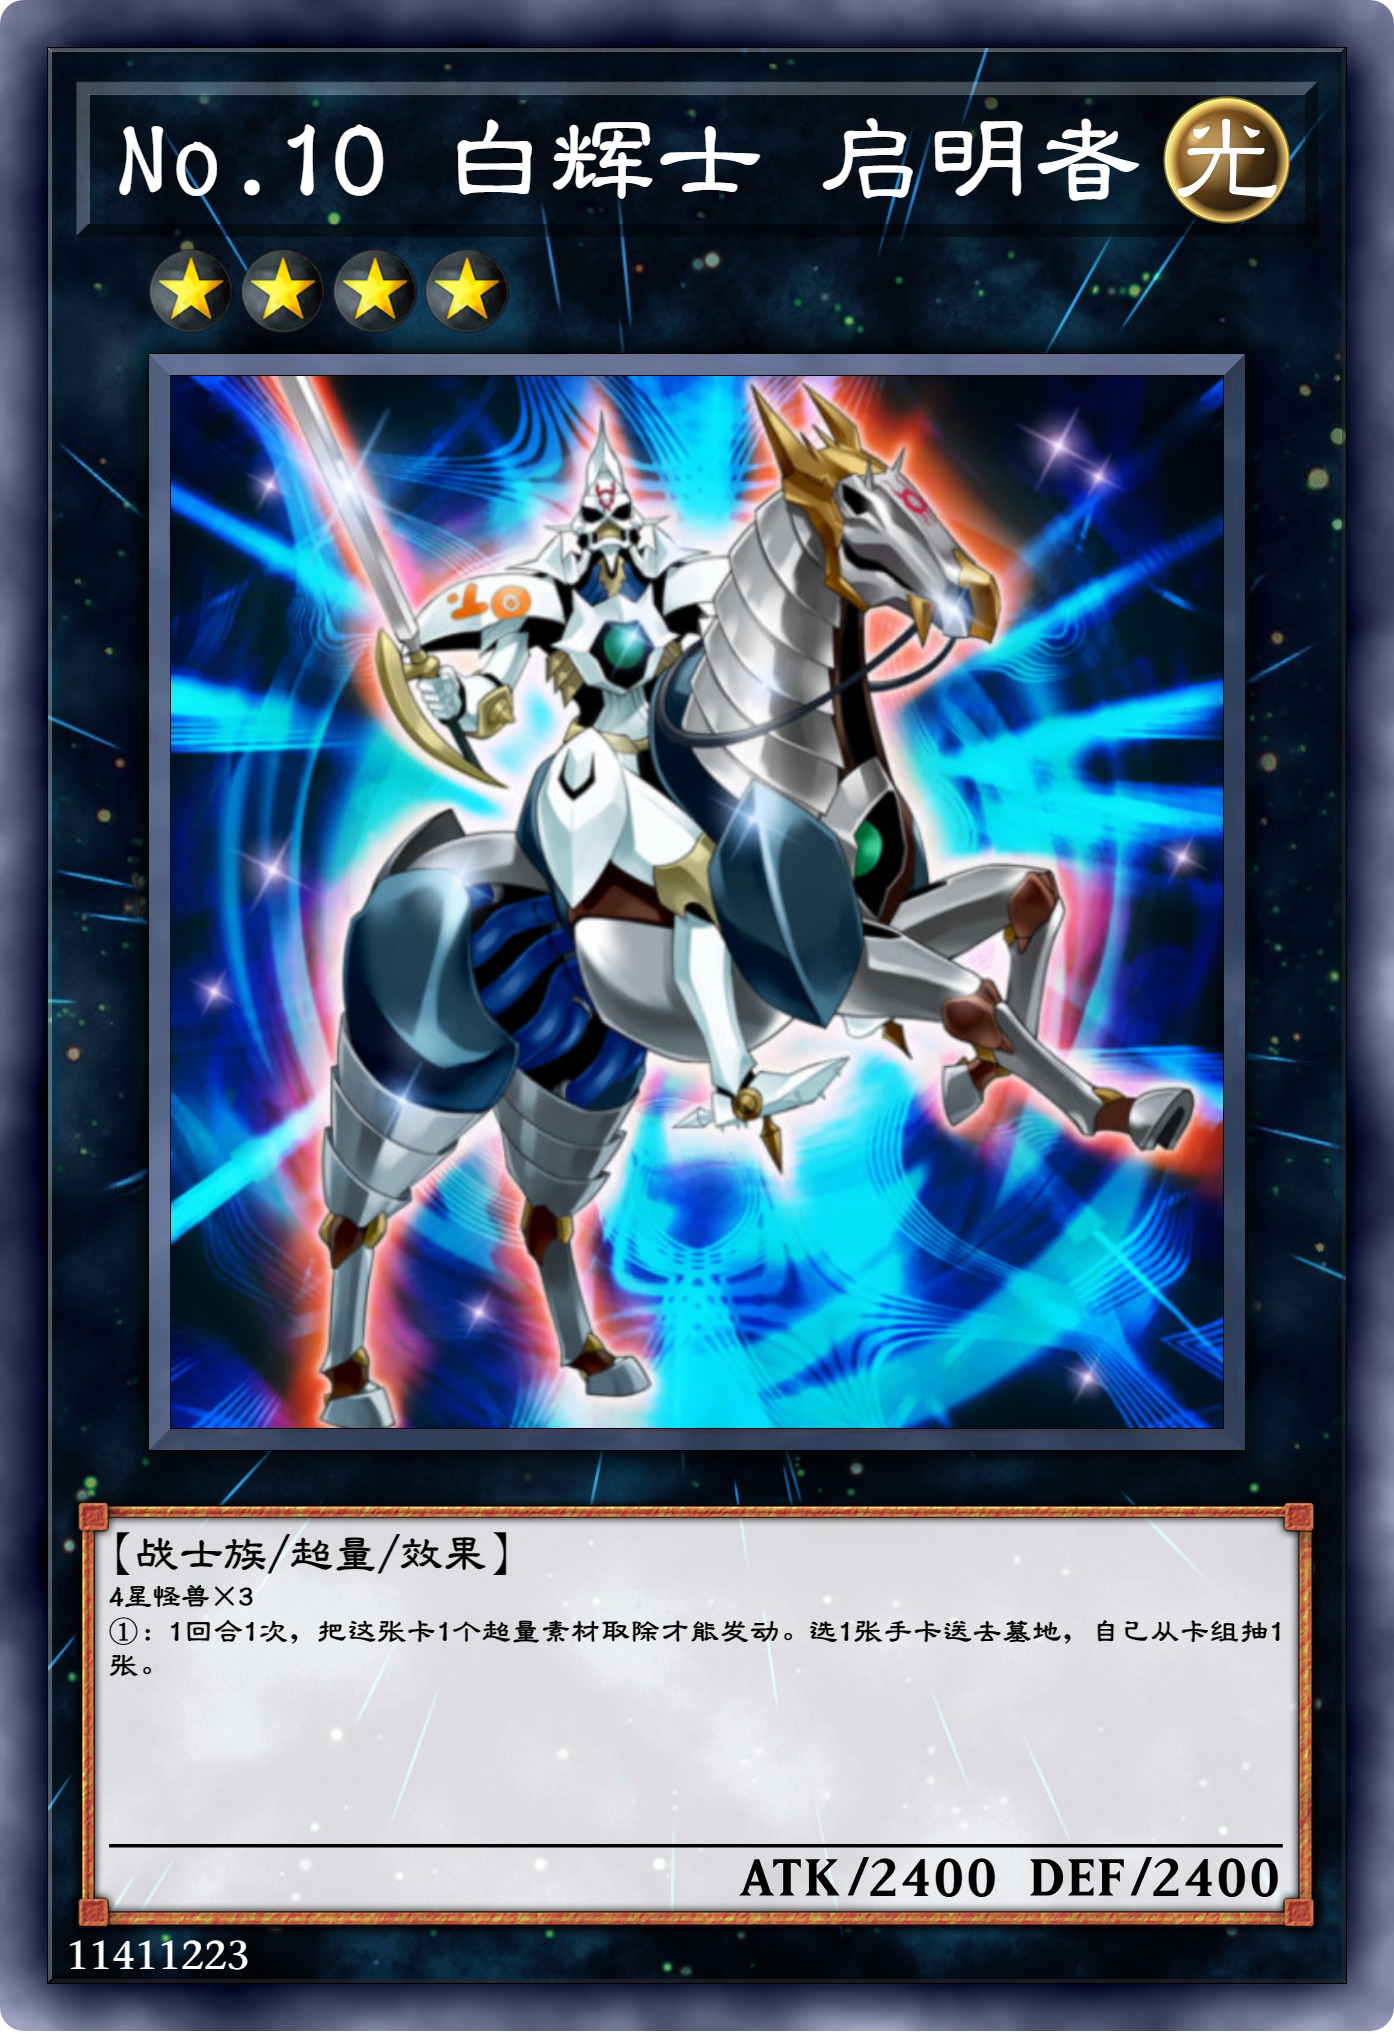 No.10 白辉士 启明者 光
10
【战士族/超量/效果】
4星怪兽×3
①：1回合1次，把这张卡1个超量素材取除才能发动。选1张手卡送去墓地，自己从卡组抽1
张。
ATK/2400 DEF/2400
11411223